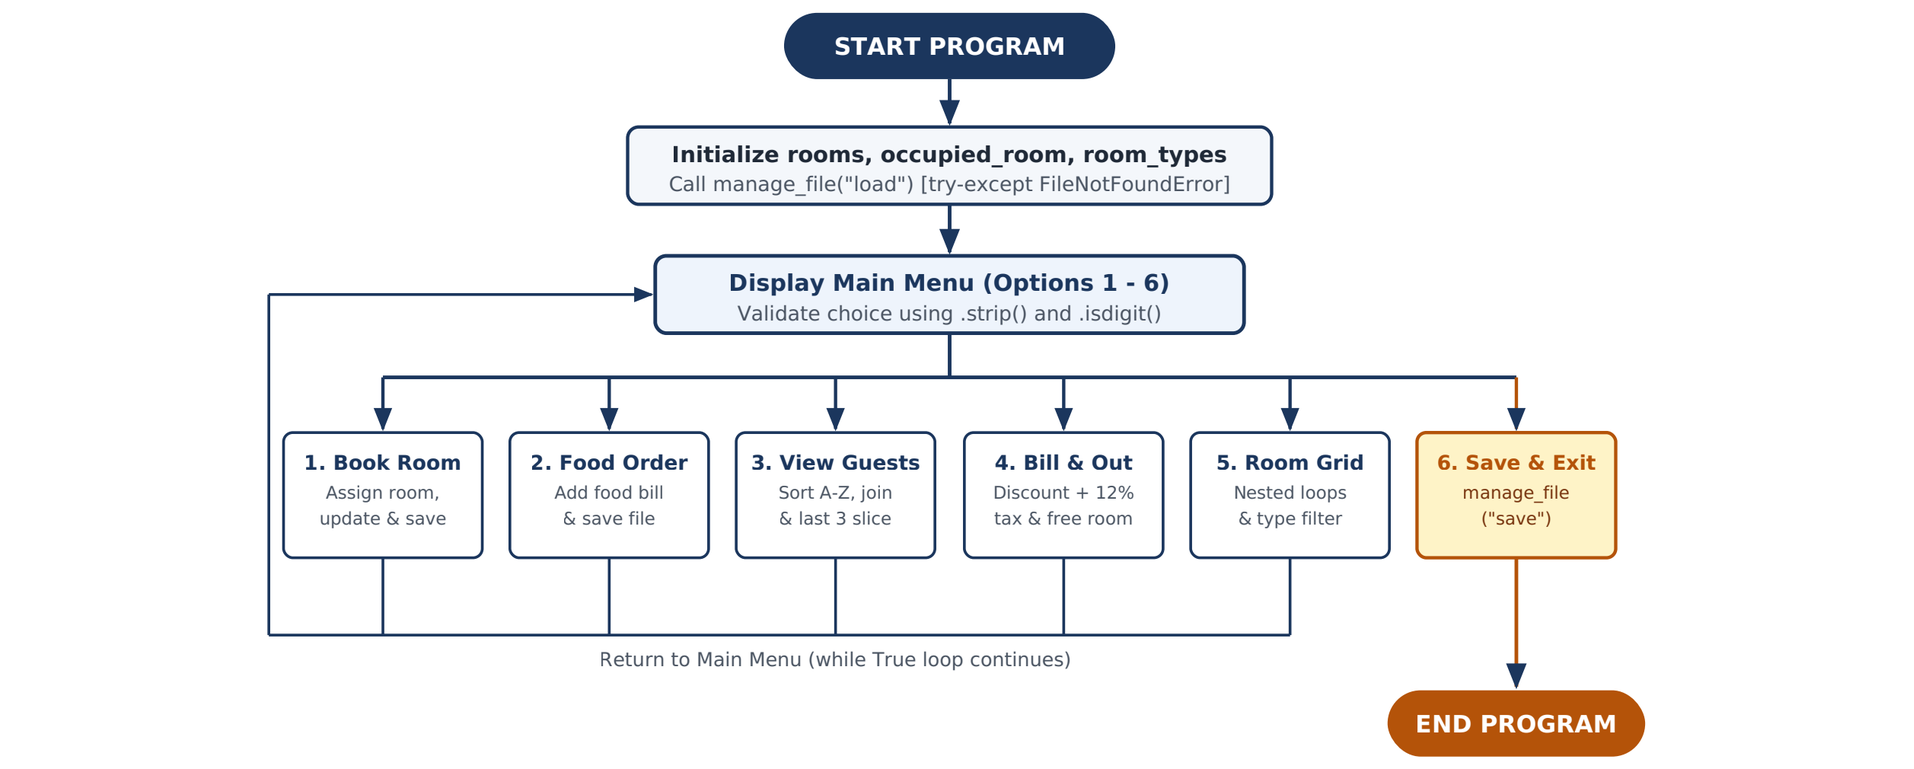 START PROGRAM
Initialize rooms, occupied_room, room_types
Call manage_file("load") [try-except FileNotFoundError]
Display Main Menu (Options 1 - 6)
Validate choice using .strip() and .isdigit()
1. Book Room
Assign room,
update & save
2. Food Order
Add food bill
& save file
3. View Guests
Sort A-Z, join
& last 3 slice
4. Bill & Out
Discount + 12%
tax & free room
5. Room Grid
Nested loops
& type filter
6. Save & Exit
manage_file
("save")
Return to Main Menu (while True loop continues)
END PROGRAM